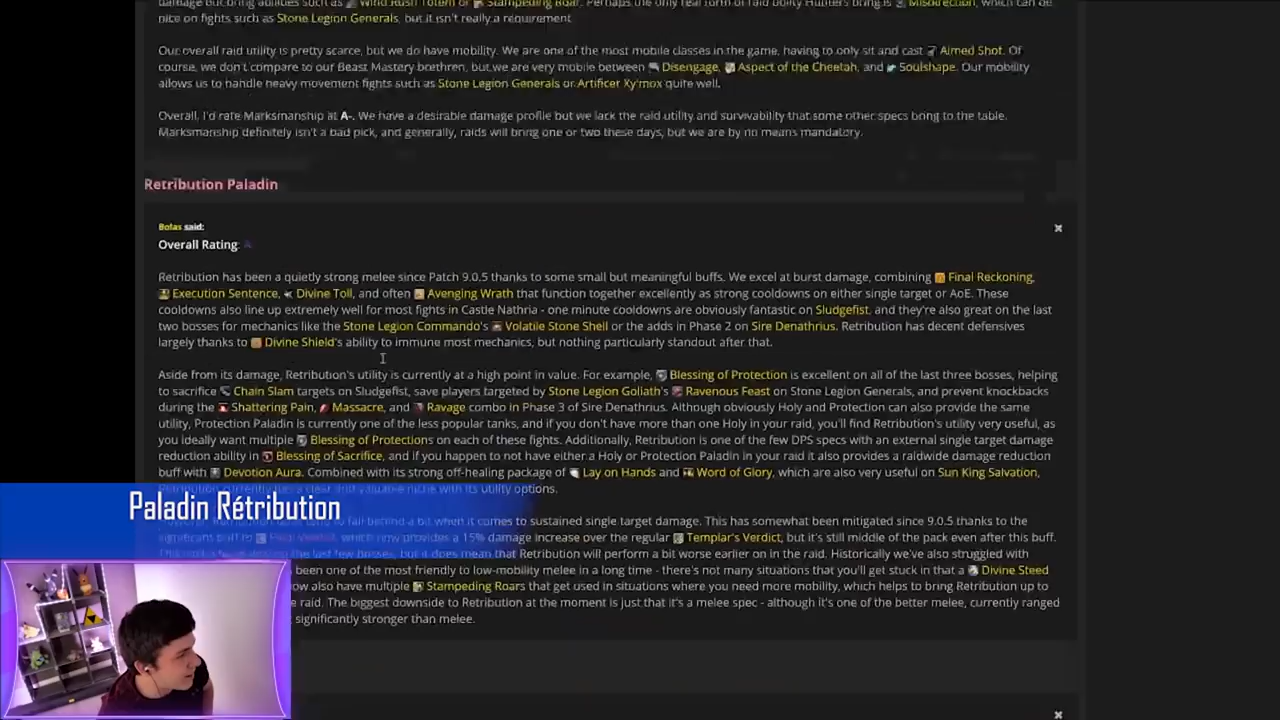 damage but bring abilities such as Wind Rush Totem or Stampeding Roar. Perhaps the only real form of raid utility Hunters bring is Misdirection, which can be
nice on fights such as Stone Legion Generals, but it isn't really a requirement.
Our overall raid utility is pretty scarce, but we do have mobility. We are one of the most mobile classes in the game, having to only sit and cast Aimed Shot. Of
course, we don't compare to our Beast Mastery brethren, but we are very mobile between Disengage, Aspect of the Cheetah, and Soulshape. Our mobility
allows us to handle heavy movement fights such as Stone Legion Generals or Artificer Xy'mox quite well.
Overall, I'd rate Marksmanship at A-. We have a desirable damage profile but we lack the raid utility and survivability that some other specs bring to the table.
Marksmanship definitely isn't a bad pick, and generally, raids will bring one or two these days, but we are by no means mandatory.
Retribution Paladin
Bolas said:
Overall Rating: A
Retribution has been a quietly strong melee since Patch 9.0.5 thanks to some small but meaningful buffs. We excel at burst damage, combining Final Reckoning,
Execution Sentence, Divine Toll, and often Avenging Wrath that function together excellently as strong cooldowns on either single target or AoE. These
cooldowns also line up extremely well for most fights in Castle Nathria - one minute cooldowns are obviously fantastic on Sludgefist, and they're also great on the last
two bosses for mechanics like the Stone Legion Commando's Volatile Stone Shell or the adds in Phase 2 on Sire Denathrius. Retribution has decent defensives
largely thanks to Divine Shield's ability to immune most mechanics, but nothing particularly standout after that.
Aside from its damage, Retribution's utility is currently at a high point in value. For example, Blessing of Protection is excellent on all of the last three bosses, helping
to sacrifice Chain Slam targets on Sludgefist, save players targeted by Stone Legion Goliath's Ravenous Feast on Stone Legion Generals, and prevent knockbacks
during the Shattering Pain, Massacre, and Ravage combo in Phase 3 of Sire Denathrius. Although obviously Holy and Protection can also provide the same
utility, Protection Paladin is currently one of the less popular tanks, and if you don't have more than one Holy in your raid, you'll find Retribution's utility very useful, as
you ideally want multiple Blessing of Protections on each of these fights. Additionally, Retribution is one of the few DPS specs with an external single target damage
reduction ability in Blessing of Sacrifice, and if you happen to not have either a Holy or Protection Paladin in your raid it also provides a raidwide damage reduction
buff with Devotion Aura. Combined with its strong off-healing package of Lay on Hands and Word of Glory, which are also very useful on Sun King Salvation,
Retribution currently has a clear and valuable niche with its utility options.
Paladin Rétribution
fall behind a bit when it comes to sustained single target damage. This has somewhat been mitigated since 9.0.5 thanks to the
significant buff to Final Verdict, which now provides a 15% damage increase over the regular Templar's Verdict, but it's still middle of the pack even after this buff.
the last few bosses, but it does mean that Retribution will perform a bit worse earlier on in the raid. Historically we've also struggled with
been one of the most friendly to low-mobility melee in a long time - there's not many situations that you'll get stuck in that a Divine Steed
now also have multiple Stampeding Roars that get used in situations where you need more mobility, which helps to bring Retribution up to
e raid. The biggest downside to Retribution at the moment is just that it's a melee spec - although it's one of the better melee, currently ranged
significantly stronger than melee.